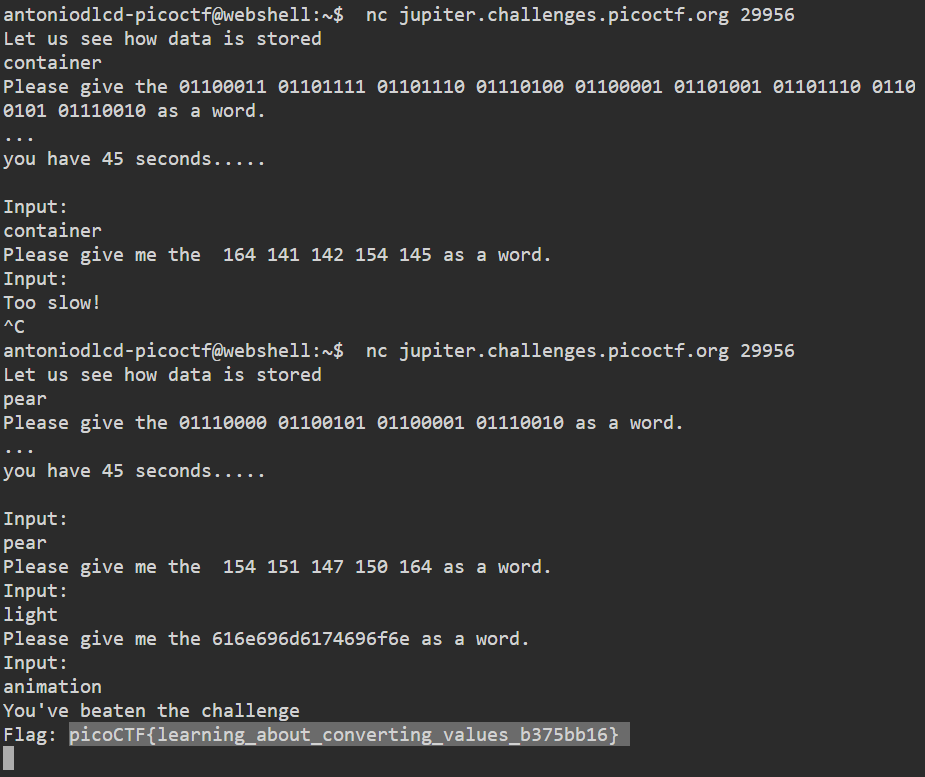 antoniodlcd-picoctf@webshell:~$  nc jupiter.challenges.picoctf.org 29956
Let us see how data is stored
container
Please give the 01100011 01101111 01101110 01110100 01100001 01101001 01101110 0110
0101 01110010 as a word.
...
you have 45 seconds.....

Input:
container
Please give me the  164 141 142 154 145 as a word.
Input:
Too slow!
^C
antoniodlcd-picoctf@webshell:~$  nc jupiter.challenges.picoctf.org 29956
Let us see how data is stored
pear
Please give the 01110000 01100101 01100001 01110010 as a word.
...
you have 45 seconds.....

Input:
pear
Please give me the  154 151 147 150 164 as a word.
Input:
light
Please give me the 616e696d6174696f6e as a word.
Input:
animation
You've beaten the challenge
Flag: picoCTF{learning_about_converting_values_b375bb16}